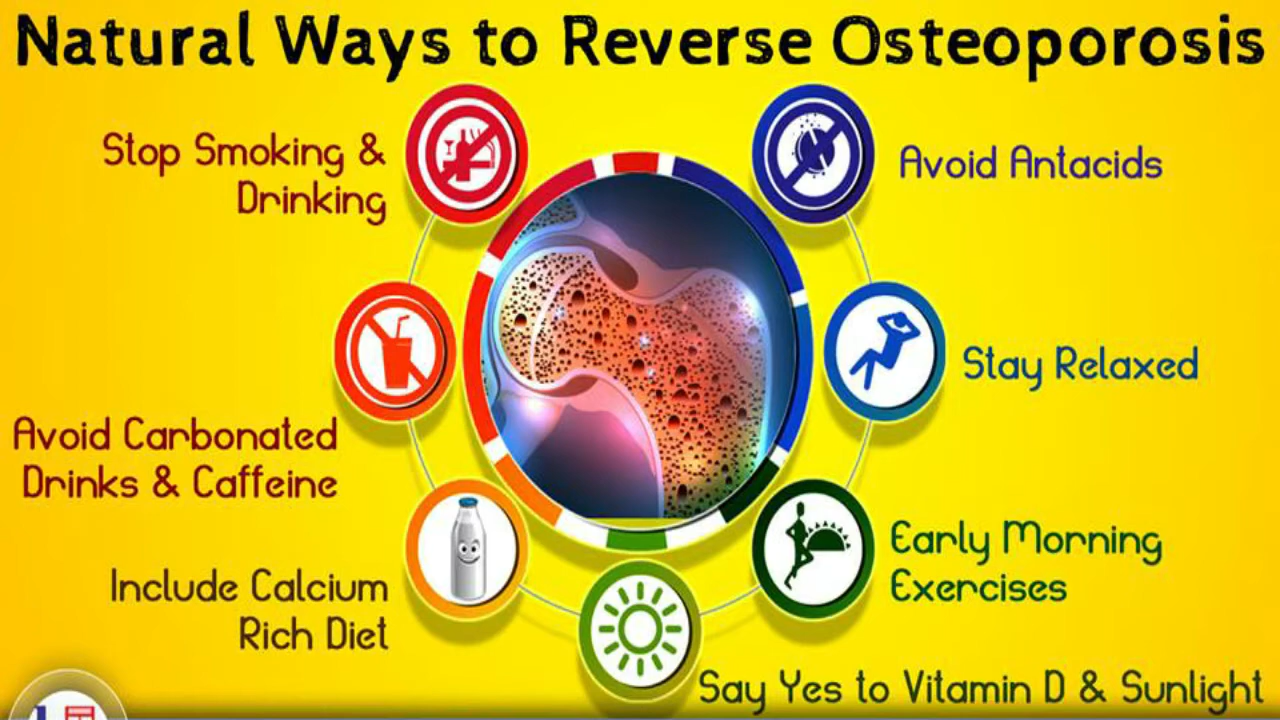 Natural Ways to Reverse Osteoporosis
Stop Smoking &
Drinking
Avoid Antacids
Stay Relaxed
Avoid Carbonated
Drinks & Caffeine
Early Morning
Exercises
Include Calcium
Rich Diet
Say Yes to Vitamin D & Sunlight